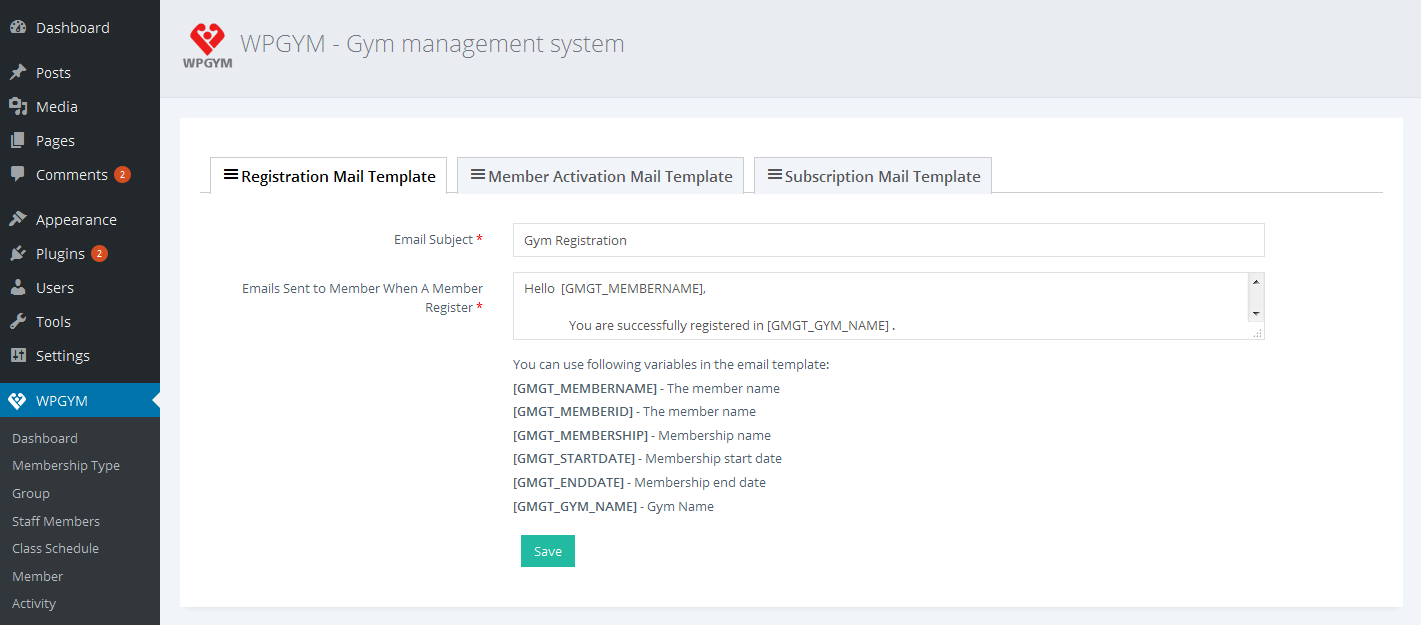 Dashboard
Posts
Media
Pages
Comments 2
Appearance
Plugins 2
Users
Tools
Settings
WPGYM
Dashboard
Membership Type
Group
Staff Members
Class Schedule
Member
Activity
WPGYM
WPGYM - Gym management system
Registration Mail Template
Member Activation Mail Template
Subscription Mail Template
Email Subject *
Gym Registration
Emails Sent to Member When A Member
Register *
Hello [GMGT_MEMBERNAME],
You are successfully registered in [GMGT_GYM_NAME] .
You can use following variables in the email template:
[GMGT_MEMBERNAME] - The member name
[GMGT_MEMBERID] - The member name
[GMGT_MEMBERSHIP] - Membership name
[GMGT_STARTDATE] - Membership start date
[GMGT_ENDDATE] - Membership end date
[GMGT_GYM_NAME] - Gym Name
Save